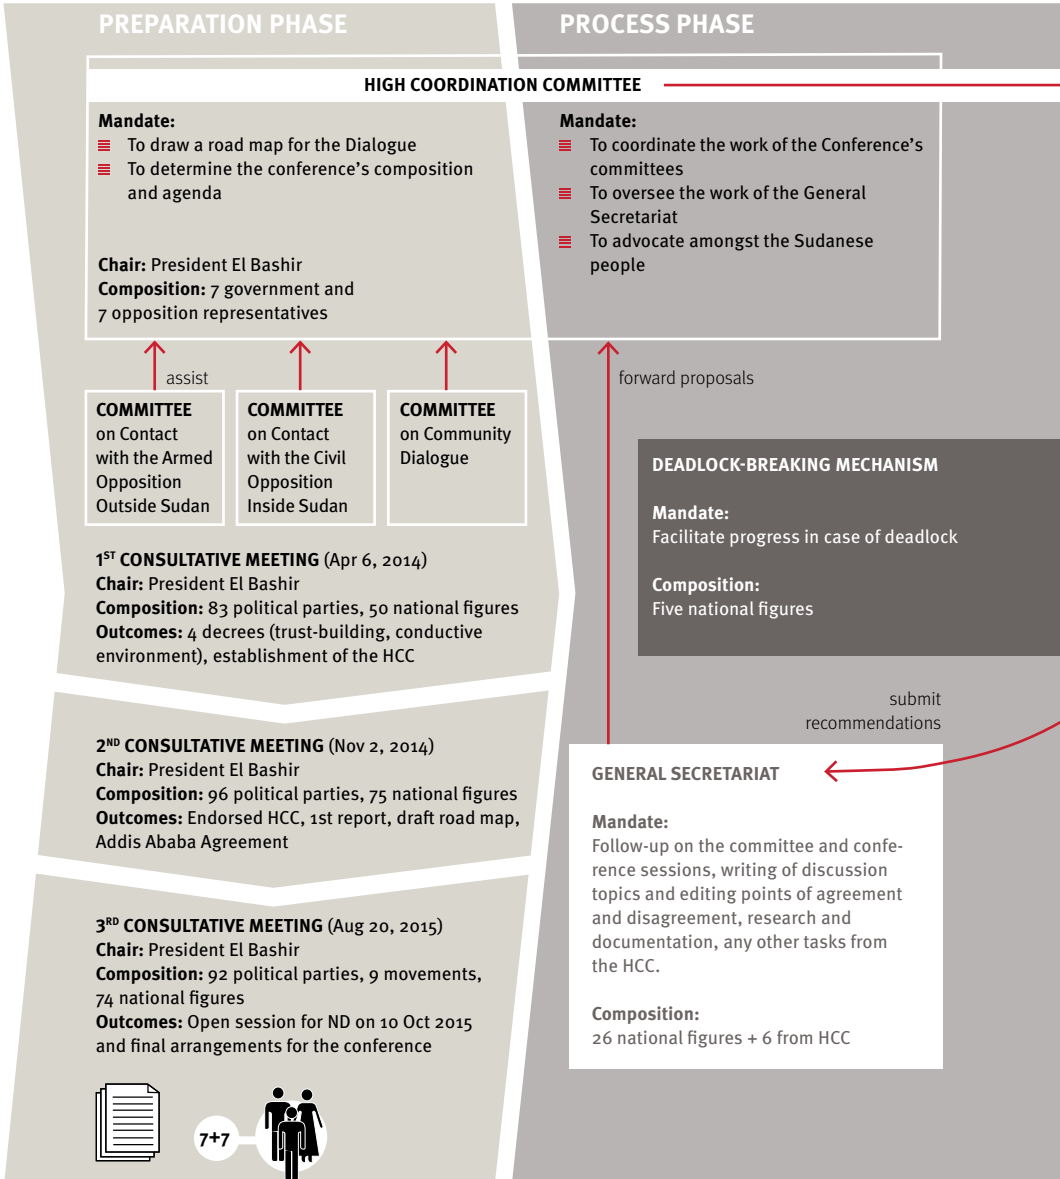 PREPARATION PHASE
PROCESS PHASE
HIGH COORDINATION COMMITTEE
Mandate:
To draw a road map for the Dialogue
To determine the conference’s composition
and agenda
Chair: President El Bashir
Composition: 7 government and
7 opposition representatives
Mandate:
To coordinate the work of the Conference’s
committees
To oversee the work of the General
Secretariat
To advocate amongst the Sudanese
people
assist
forward proposals
COMMITTEE
on Contact
with the Armed
Opposition
Outside Sudan
COMMITTEE
on Contact
with the Civil
Opposition
Inside Sudan
COMMITTEE
on Community
Dialogue
DEADLOCK-BREAKING MECHANISM
Mandate:
Facilitate progress in case of deadlock
Composition:
Five national figures
1ST CONSULTATIVE MEETING (Apr 6, 2014)
Chair: President El Bashir
Composition: 83 political parties, 50 national figures
Outcomes: 4 decrees (trust-building, conductive
environment), establishment of the HCC
2ND CONSULTATIVE MEETING (Nov 2, 2014)
Chair: President El Bashir
Composition: 96 political parties, 75 national figures
Outcomes: Endorsed HCC, 1st report, draft road map,
Addis Ababa Agreement
3RD CONSULTATIVE MEETING (Aug 20, 2015)
Chair: President El Bashir
Composition: 92 political parties, 9 movements,
74 national figures
Outcomes: Open session for ND on 10 Oct 2015
and final arrangements for the conference
7+7
submit
recommendations
GENERAL SECRETARIAT
Mandate:
Follow-up on the committee and confe-
rence sessions, writing of discussion
topics and editing points of agreement
and disagreement, research and
documentation, any other tasks from
the HCC.
Composition:
26 national figures + 6 from HCC